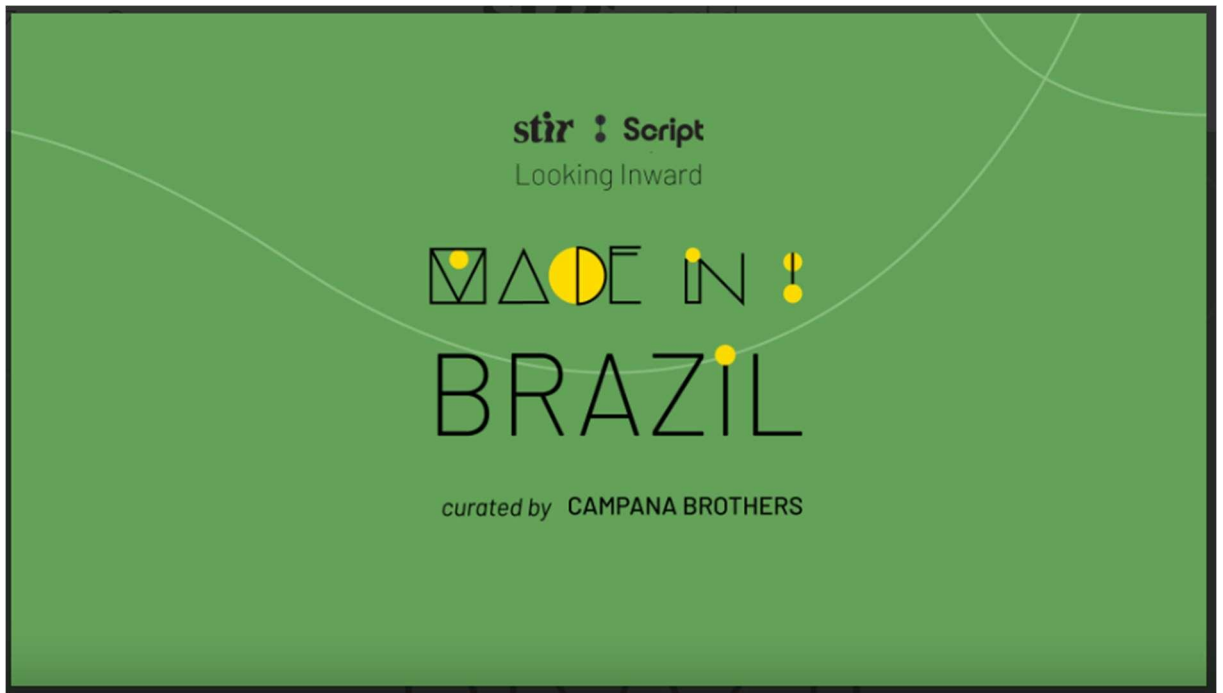 stir : Script
Looking Inward
MADE iN !
BRAZiL
curated by CAMPANA BROTHERS